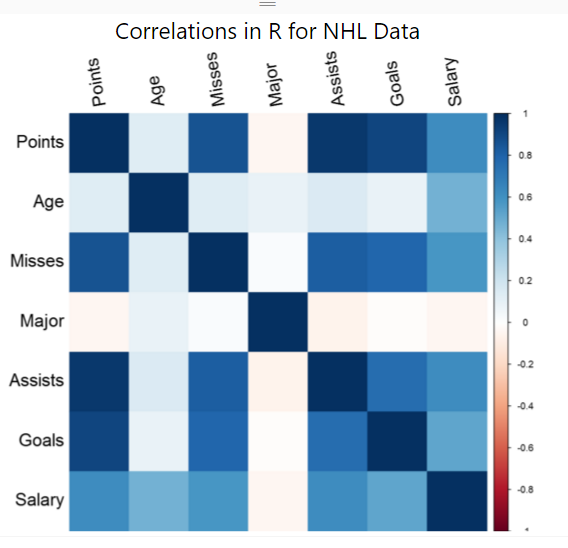 Correlations in R for NHL Data
Points Age Misses Major Assists Goals Salary
Points
Age
Misses
Major
Assists
Goals
Salary
1
0.8
0.6
0.4
0.2
0
-0.2
-0.4
-0.6
-0.8